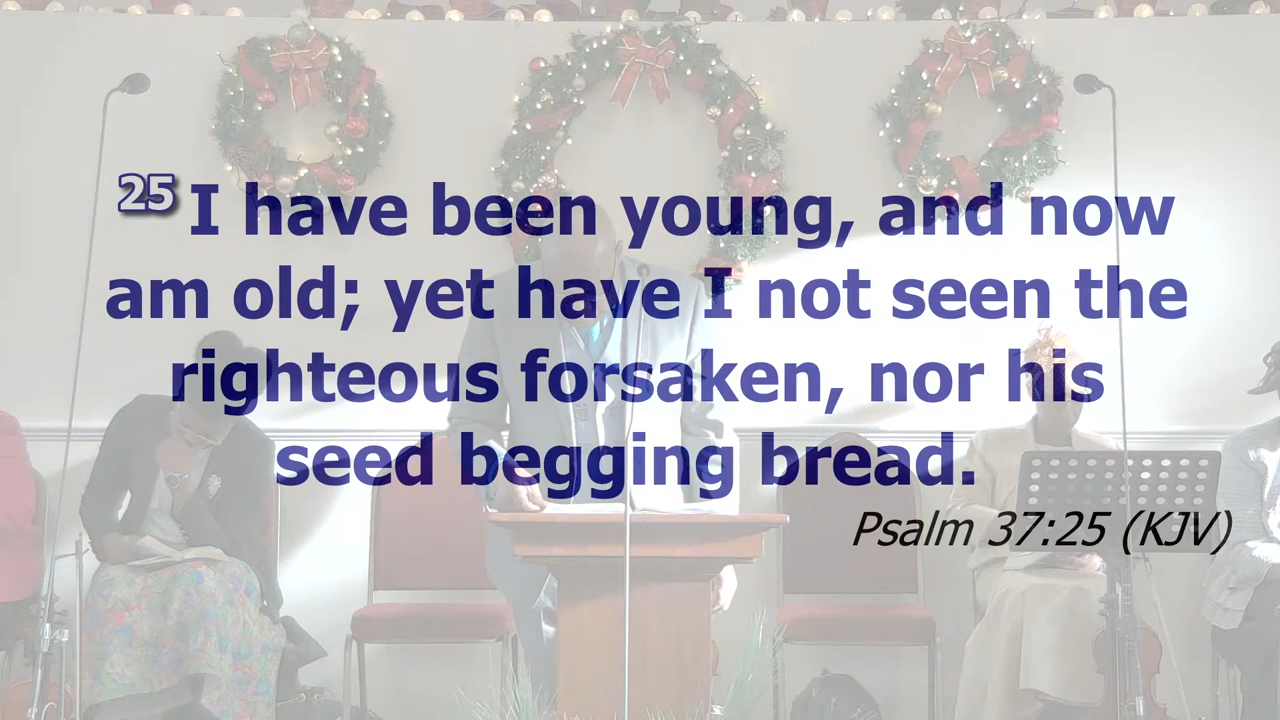 25 I have been young, and now
am old; yet have I not seen the
righteous forsaken, nor his
seed begging bread.
Psalm 37:25 (KJV)